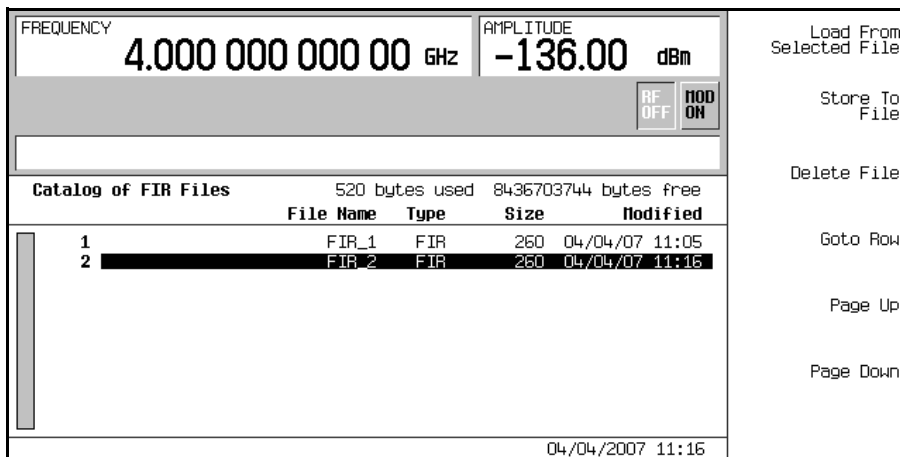 FREQUENCY
4.000 000 000 00 GHz
AMPLITUDE
-136.00 dBm
RF OFF
MOD ON
Catalog of FIR Files 520 bytes used 8436703744 bytes free
File Name Type Size Modified
1 FIR_1 FIR 260 04/04/07 11:05
2 FIR_2 FIR 260 04/04/07 11:16
04/04/2007 11:16
Load From
Selected File
Store To
File
Delete File
Goto Row
Page Up
Page Down